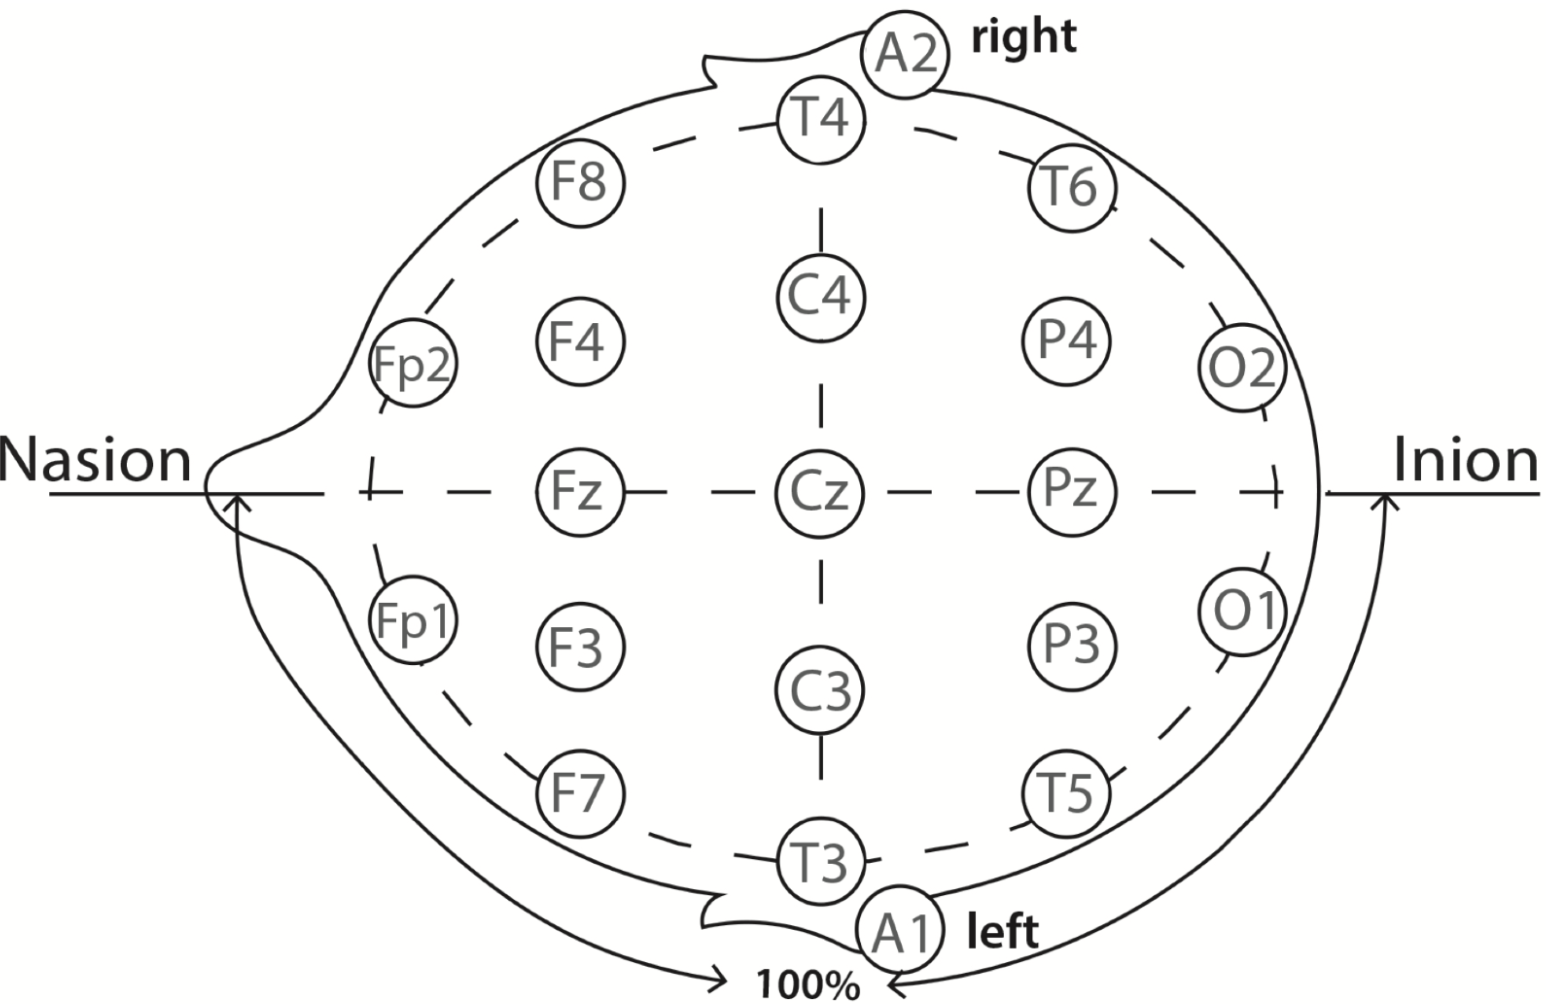 A2 right
T4
F8 T6
C4
F4 P4
Fp2 O2
Nasion Inion
Fz Cz Pz
Fp1 O1
F3 P3
C3
F7 T5
T3
A1 left
100%